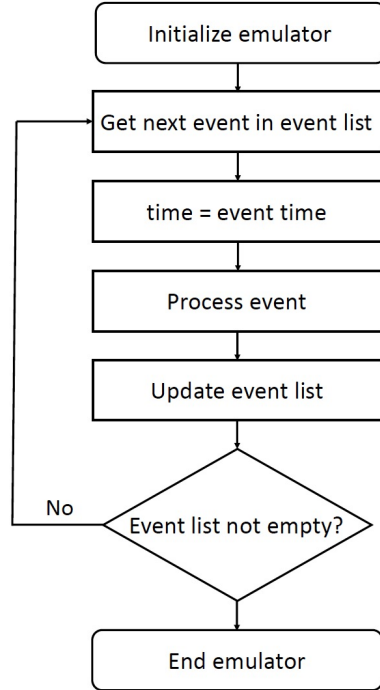 Initialize emulator
Get next event in event list
time = event time
Process event
Update event list
Event list not empty?
No
End emulator